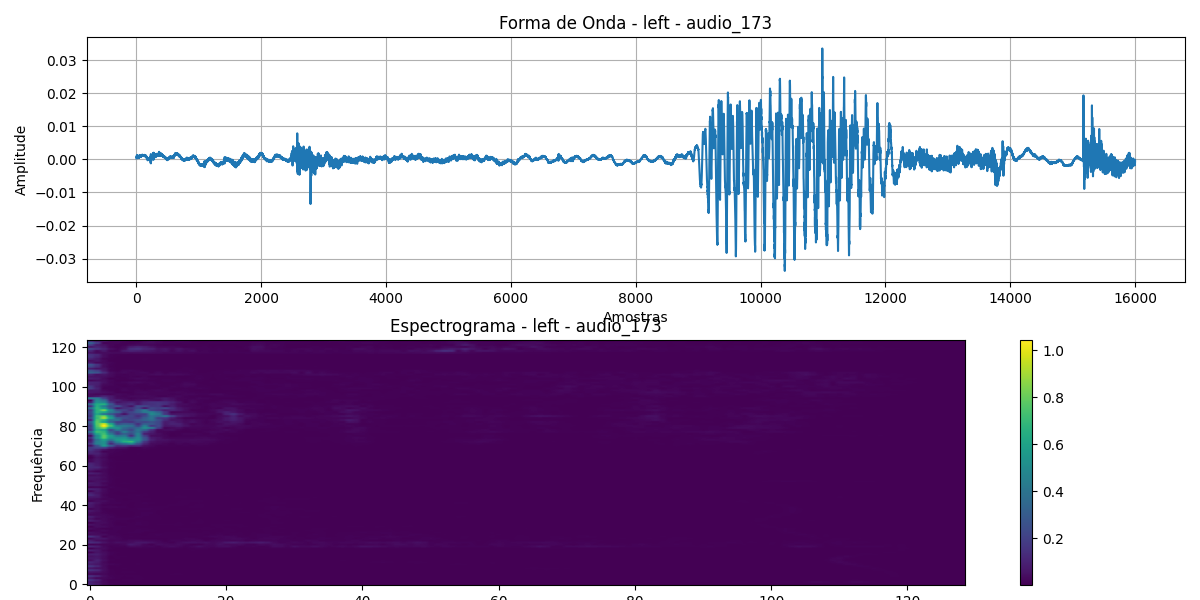 Forma de Onda - left - audio_173
0.03
0.02
0.01
0.00
−0.01
−0.02
−0.03
Amplitude
0 2000 4000 6000 8000 10000 12000 14000 16000
Amostras
Espectrograma - left - audio_173
120
100
80
60
40
20
0
Frequência
1.0
0.8
0.6
0.4
0.2
0 20 40 60 80 100 120